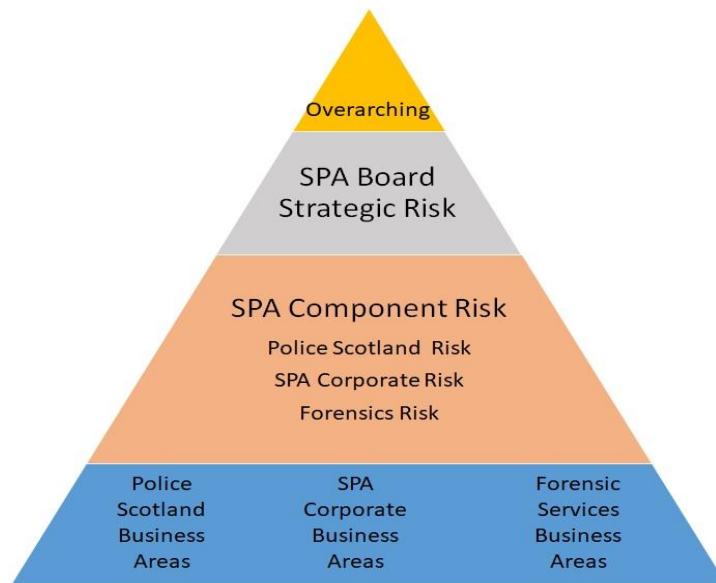 Overarching
SPA Board
Strategic Risk
SPA Component Risk
Police Scotland Risk
SPA Corporate Risk
Forensics Risk
Police
Scotland
Business
Areas
SPA
Corporate
Business
Areas
Forensic
Services
Business
Areas